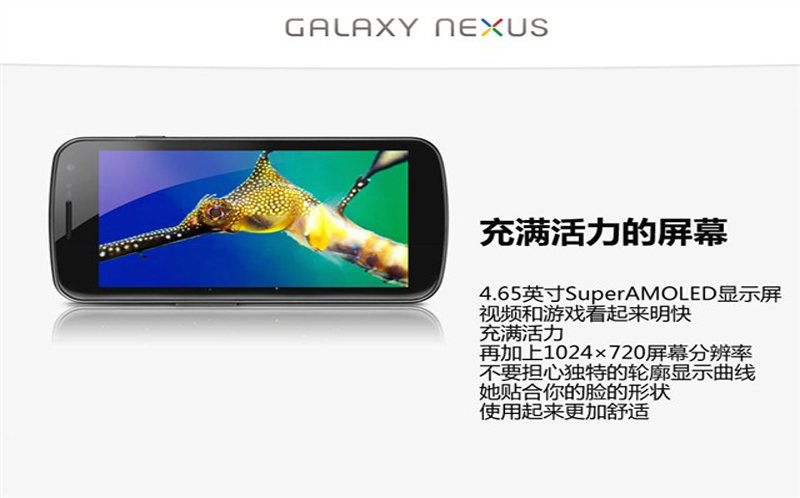 GALAXY NEXUS
充满活力的屏幕
4.65英寸SuperAMOLED显示屏
视频和游戏看起来明快
充满活力
再加上1024×720屏幕分辨率
不要担心独特的轮廓显示曲线
她贴合你的脸的形状
使用起来更加舒适